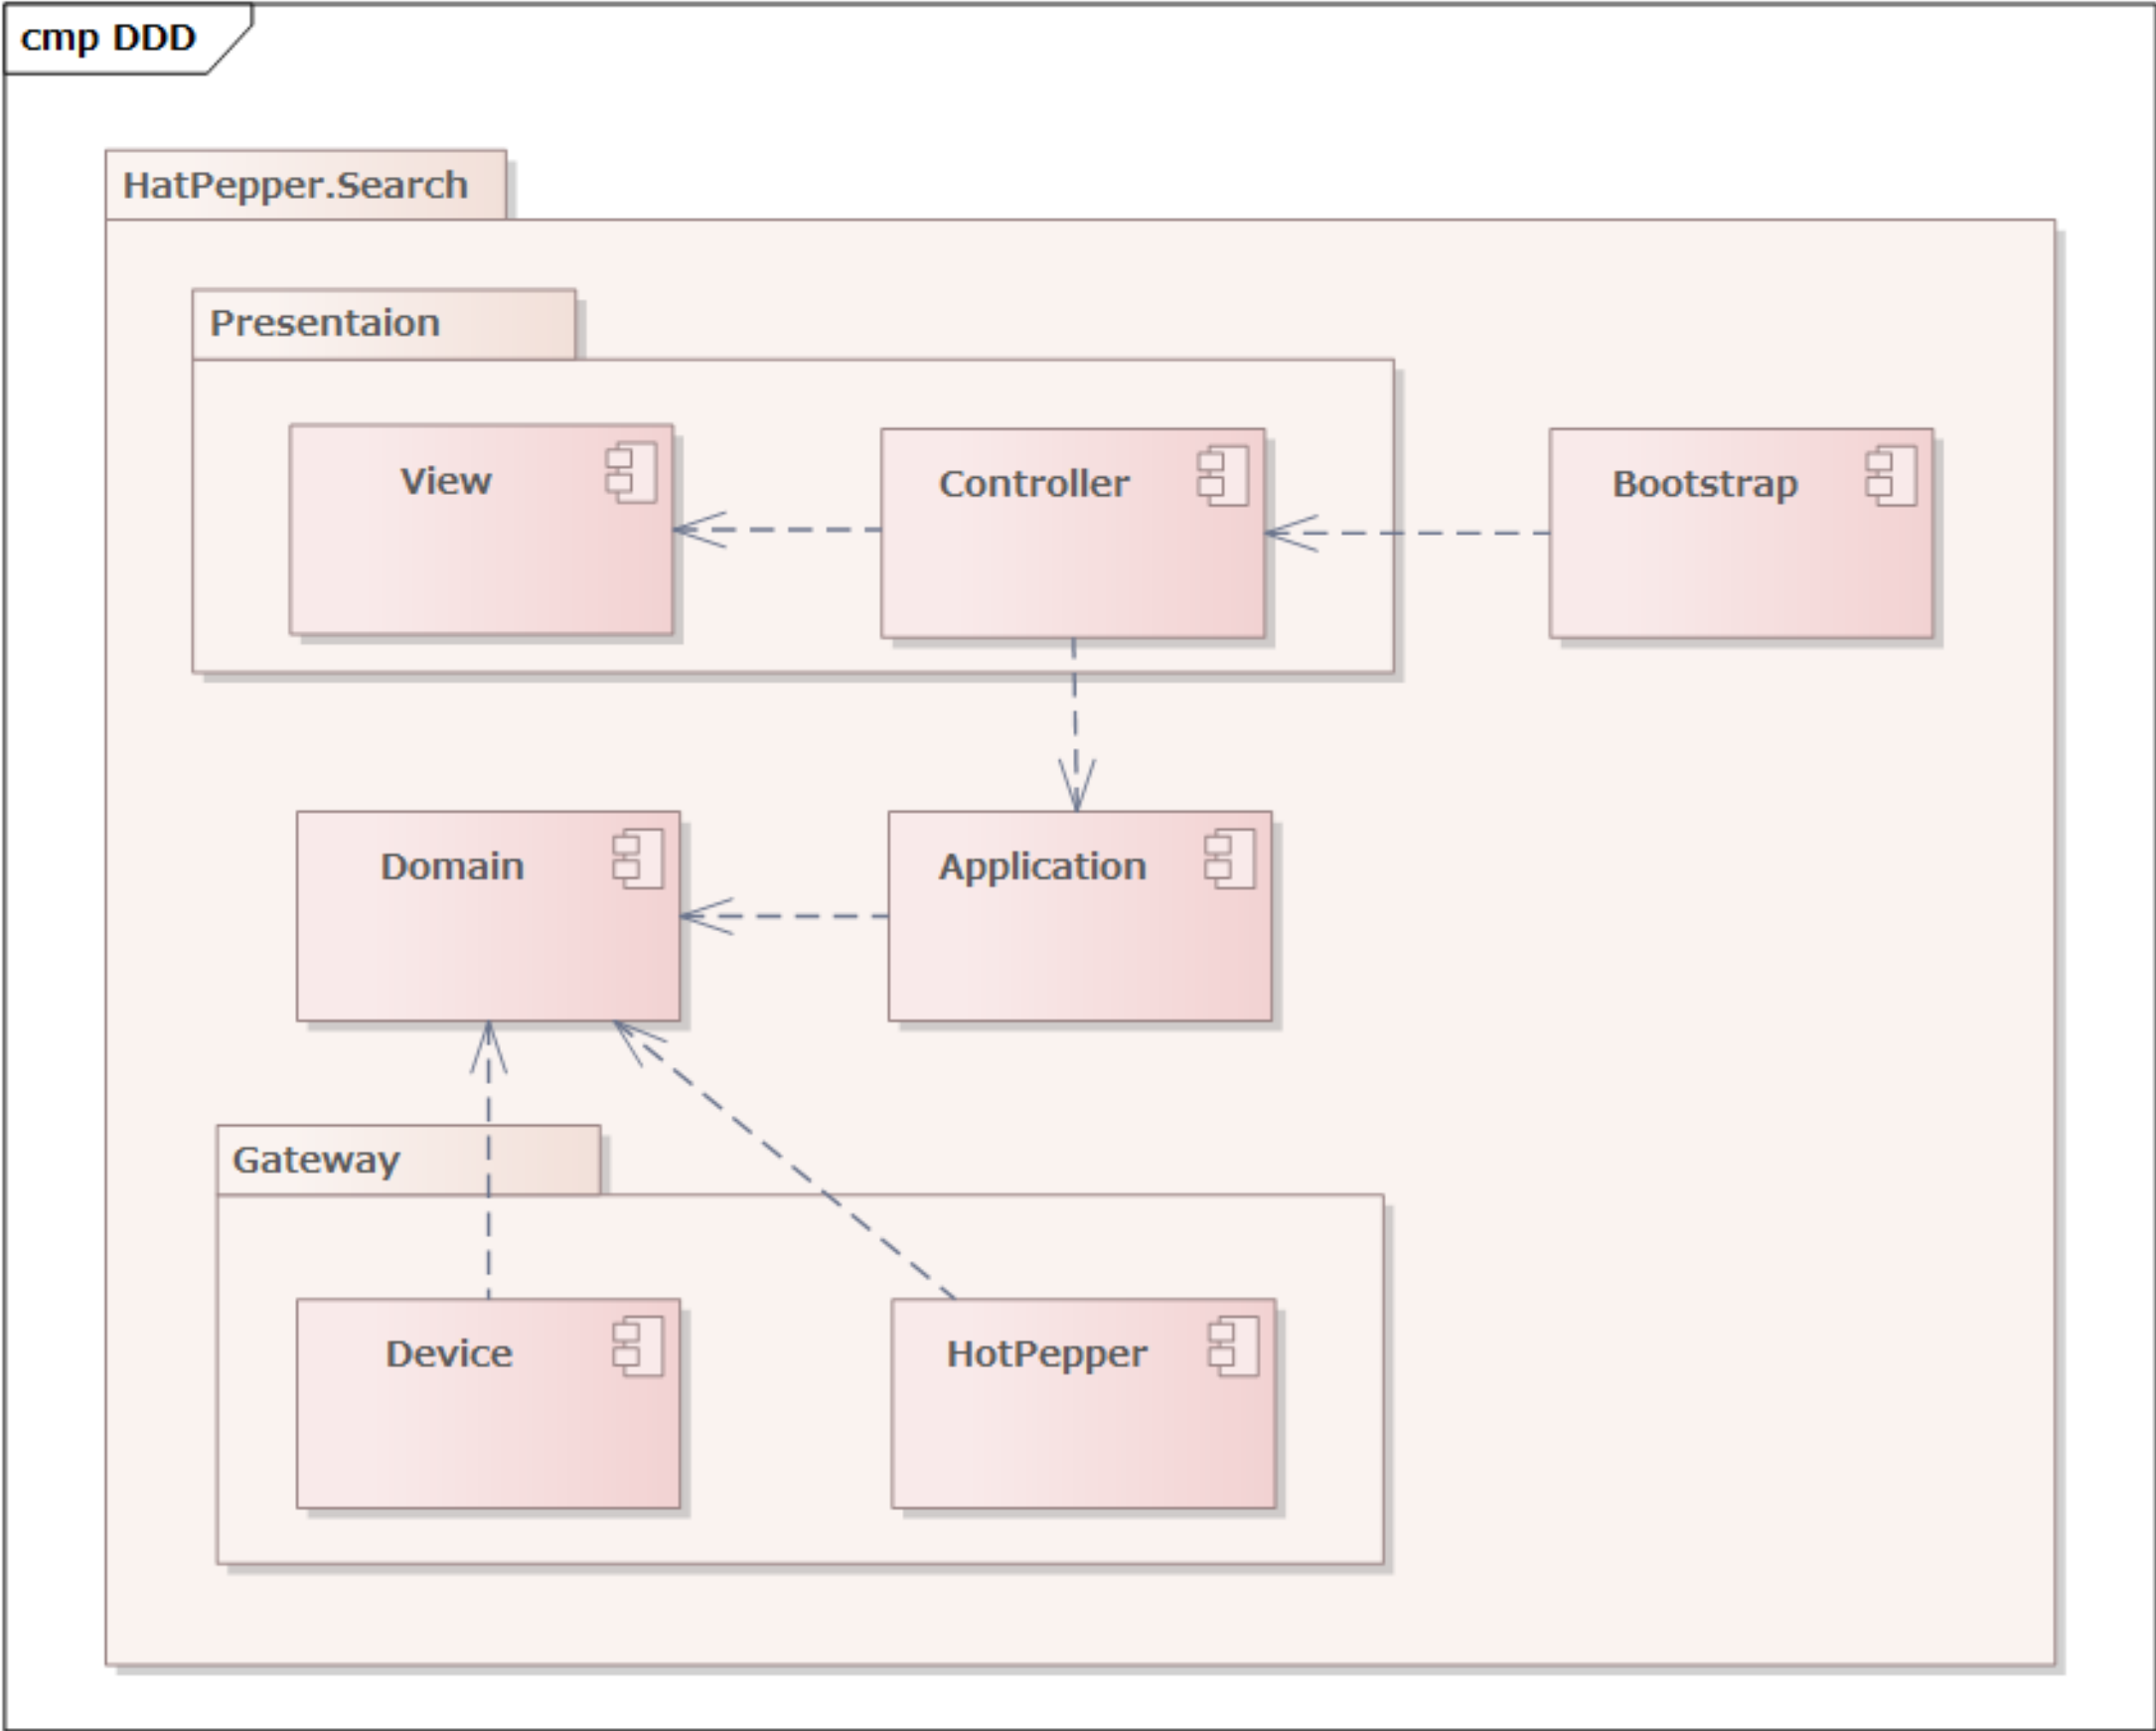 cmp DDD
HatPepper.Search
Presentaion
View
Controller
Bootstrap
Domain
Application
Gateway
Device
HotPepper